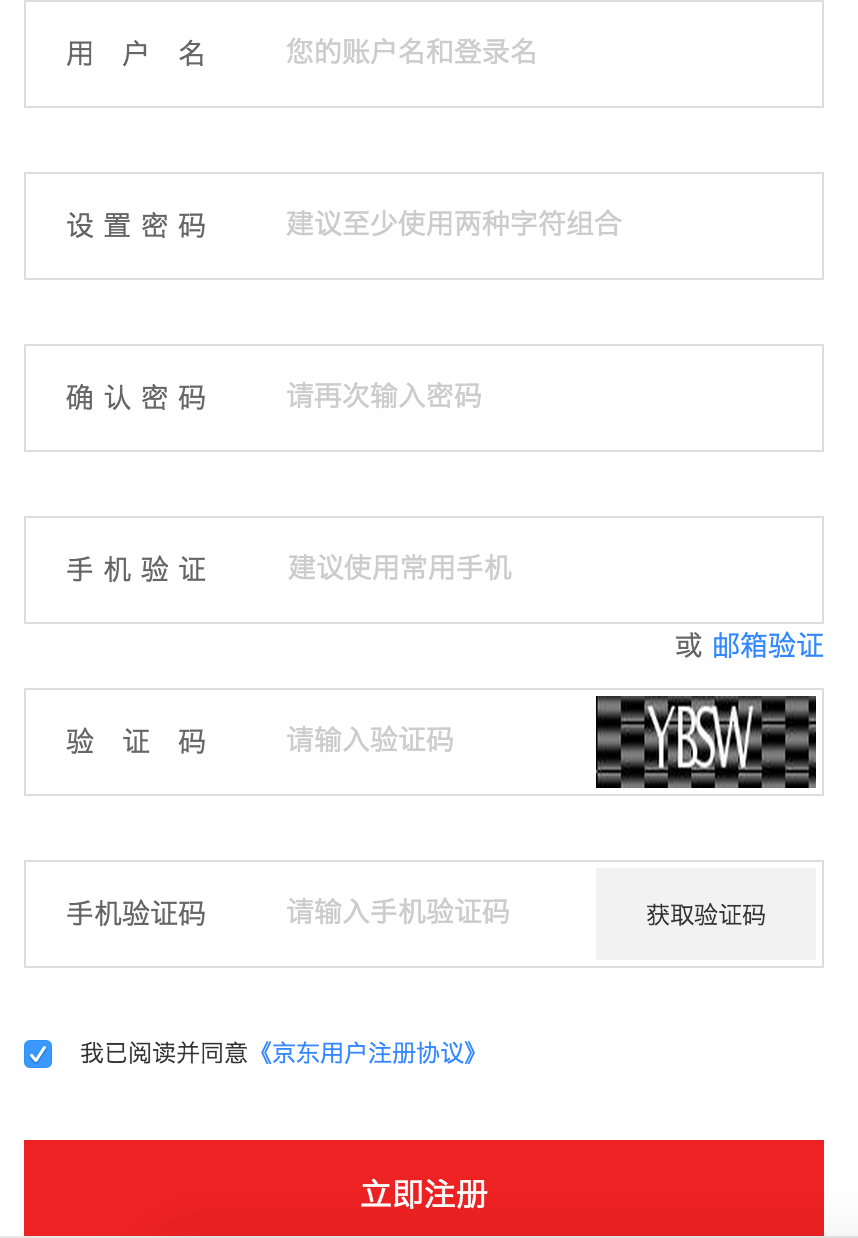 用 户 名 您的账户名和登录名
设 置 密 码 建议至少使用两种字符组合
确 认 密 码 请再次输入密码
手 机 验 证 建议使用常用手机
或 邮箱验证
验 证 码 请输入验证码 YBSW
手机验证码 请输入手机验证码 获取验证码
我已阅读并同意《京东用户注册协议》
立即注册